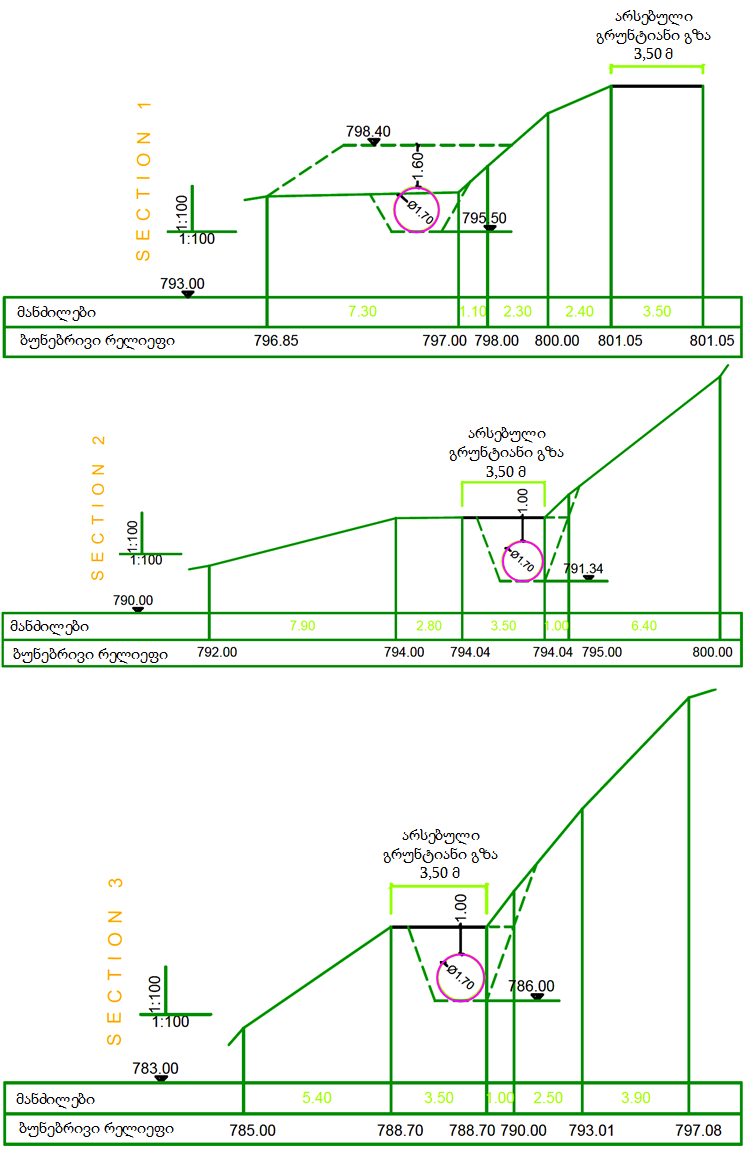 არსებული
გრუნტიანი გზა
3,50 მ
SECTION 1
798.40
1.60
1:100
1:100
Ø1.70
795.50
793.00
მანძილები 7.30 1.10 2.30 2.40 3.50
ბუნებრივი რელიეფი 796.85 797.00 798.00 800.00 801.05 801.05
არსებული
გრუნტიანი გზა
3,50 მ
SECTION 2
1.00
1:100
1:100
Ø1.70
791.34
790.00
მანძილები 7.90 2.80 3.50 1.00 6.40
ბუნებრივი რელიეფი 792.00 794.00 794.04 794.04 795.00 800.00
არსებული
გრუნტიანი გზა
3,50 მ
SECTION 3
1.00
1:100
1:100
Ø1.70
786.00
783.00
მანძილები 5.40 3.50 1.00 2.50 3.90
ბუნებრივი რელიეფი 785.00 788.70 788.70 790.00 793.01 797.08